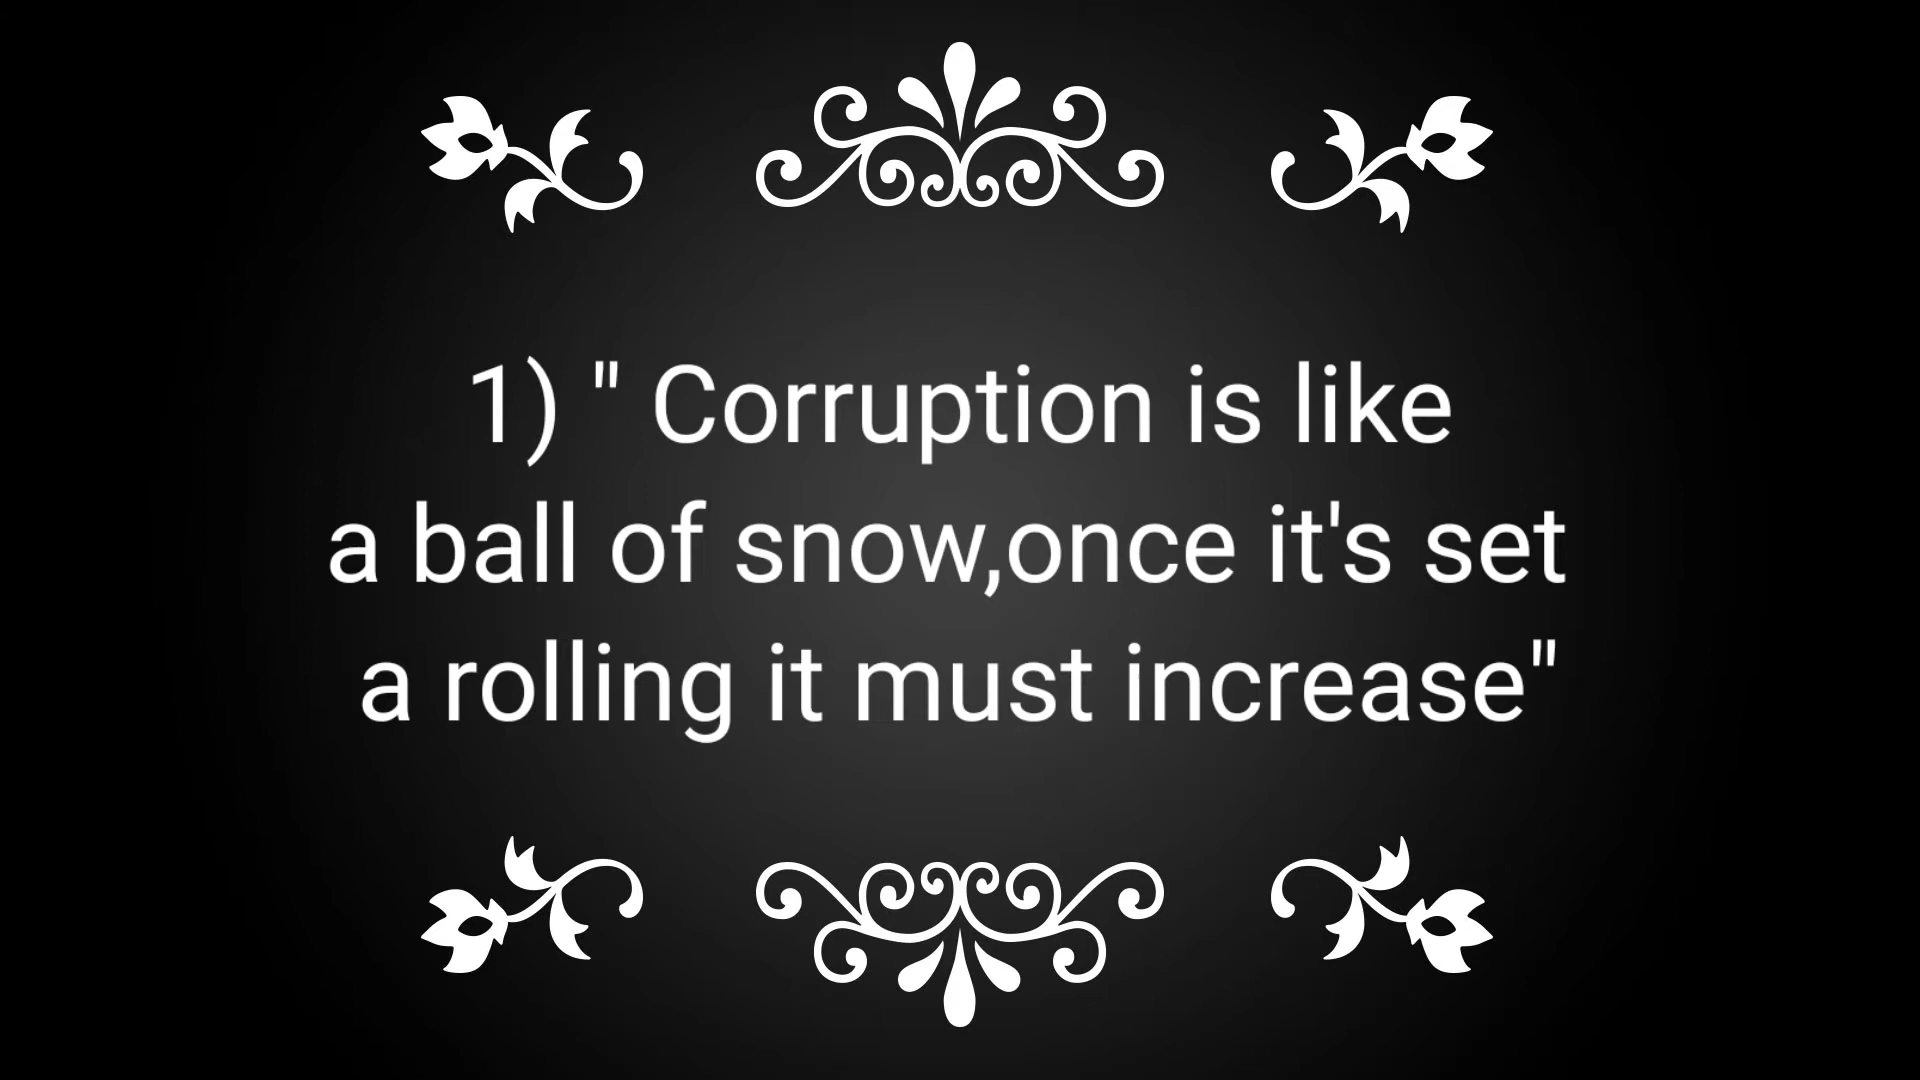 1) " Corruption is like
a ball of snow,once it's set
a rolling it must increase"